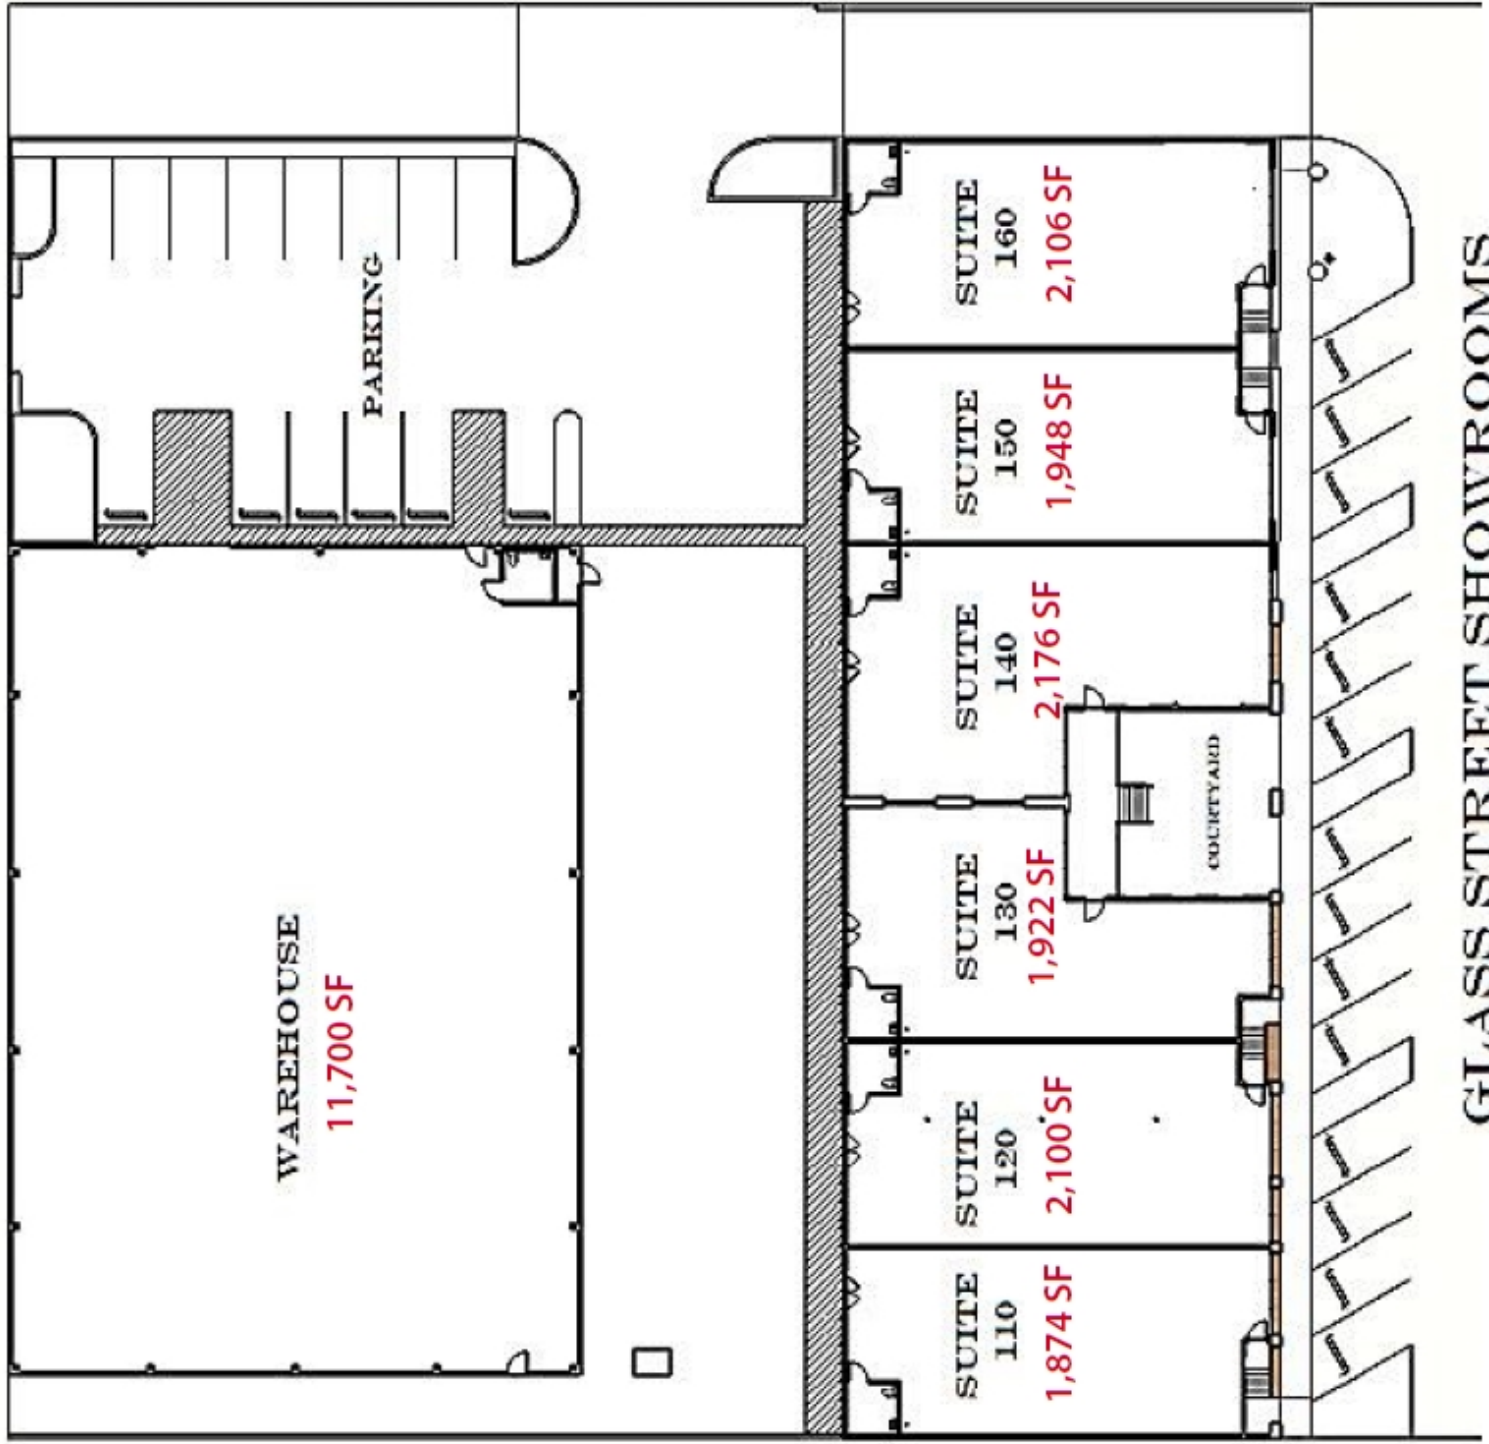 PARKING
WAREHOUSE
11,700 SF
SUITE
160
2,106 SF
SUITE
150
1,948 SF
SUITE
140
2,176 SF
COURTYARD
SUITE
130
1,922 SF
SUITE
120
2,100 SF
SUITE
110
1,874 SF
GLASS STREET SHOWROOMS